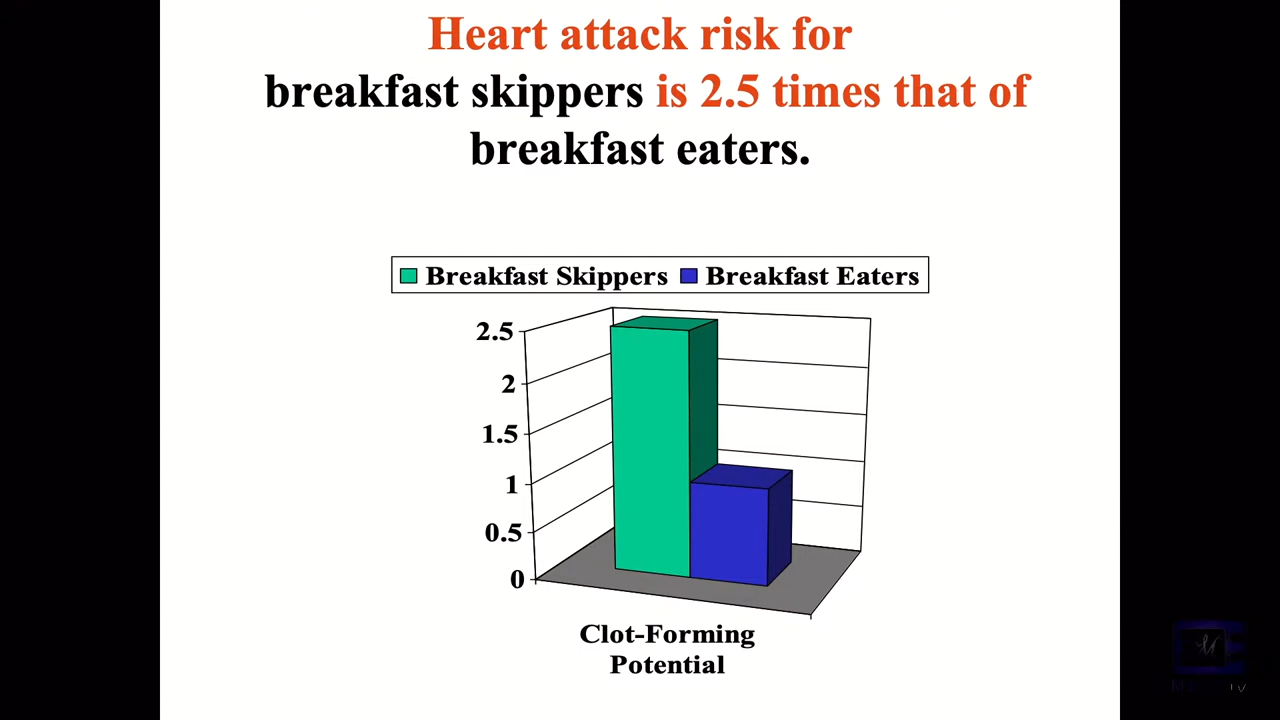 Heart attack risk for
breakfast skippers is 2.5 times that of
breakfast eaters.
Breakfast Skippers Breakfast Eaters
2.5
2
1.5
1
0.5
0
Clot-Forming
Potential